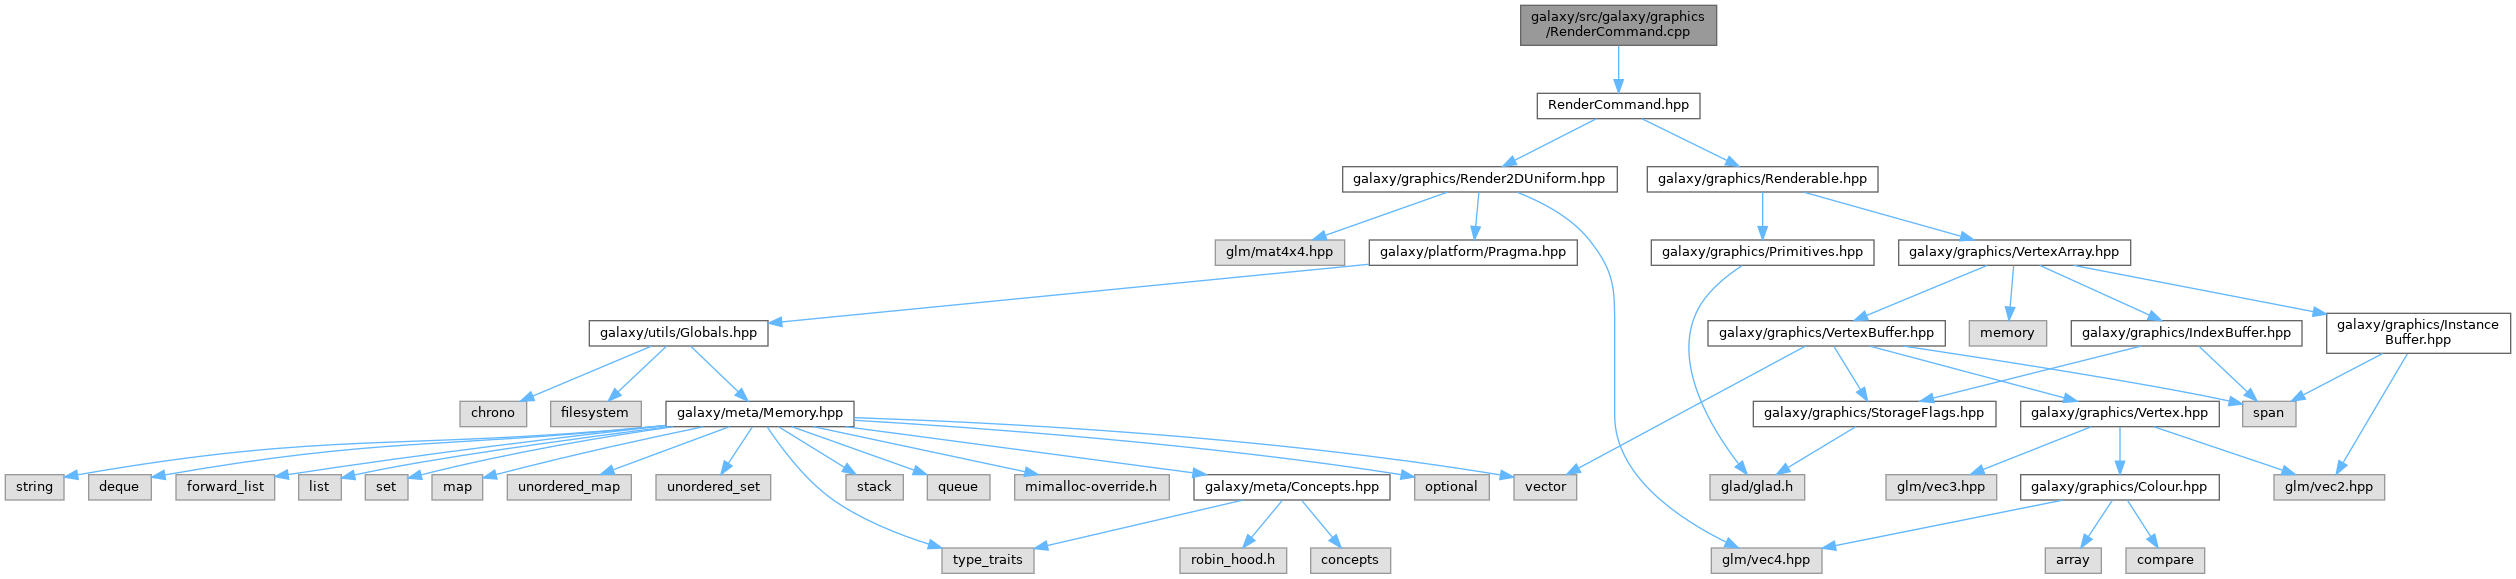 galaxy/src/galaxy/graphics
/RenderCommand.cpp
RenderCommand.hpp
galaxy/graphics/Render2DUniform.hpp
galaxy/graphics/Renderable.hpp
glm/mat4x4.hpp
galaxy/platform/Pragma.hpp
galaxy/graphics/Primitives.hpp
galaxy/graphics/VertexArray.hpp
galaxy/utils/Globals.hpp
galaxy/graphics/VertexBuffer.hpp
memory
galaxy/graphics/IndexBuffer.hpp
galaxy/graphics/Instance
Buffer.hpp
chrono
filesystem
galaxy/meta/Memory.hpp
galaxy/graphics/StorageFlags.hpp
galaxy/graphics/Vertex.hpp
span
string
deque
forward_list
list
set
map
unordered_map
unordered_set
stack
queue
mimalloc-override.h
galaxy/meta/Concepts.hpp
optional
vector
glad/glad.h
glm/vec3.hpp
galaxy/graphics/Colour.hpp
glm/vec2.hpp
type_traits
robin_hood.h
concepts
glm/vec4.hpp
array
compare